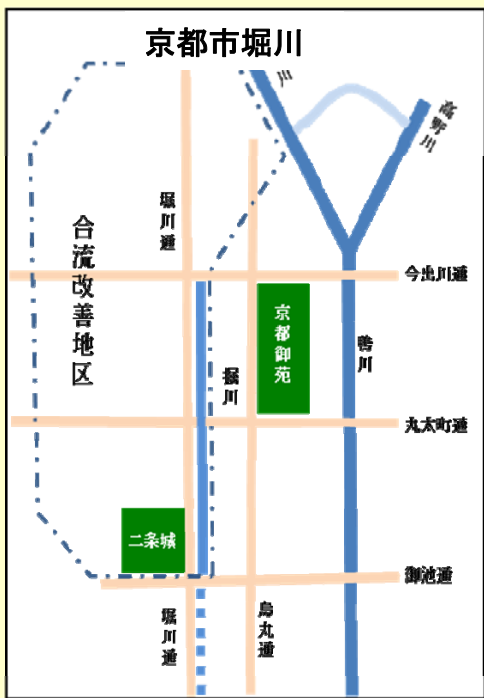 京都市堀川
川
高野川
堀川通
合流改善地区
今出川通
京都御苑
堀川
鴨川
丸太町通
二条城
御池通
堀川通
烏丸通